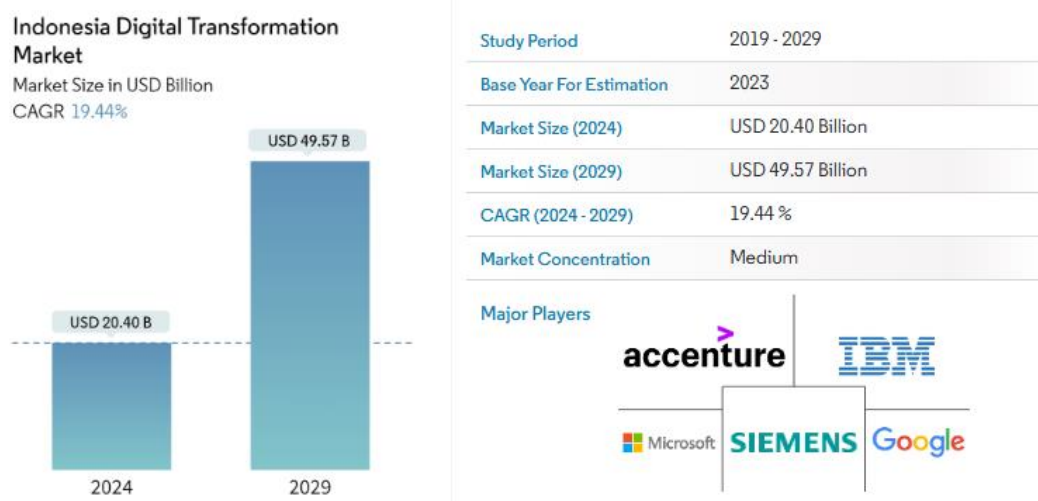 Indonesia Digital Transformation
Market
Market Size in USD Billion
CAGR 19.44%
USD 49.57 B
USD 20.40 B
2024
2029
Study Period 2019 - 2029
Base Year For Estimation 2023
Market Size (2024) USD 20.40 Billion
Market Size (2029) USD 49.57 Billion
CAGR (2024 - 2029) 19.44 %
Market Concentration Medium
Major Players
accenture
IBM
Microsoft
SIEMENS
Google